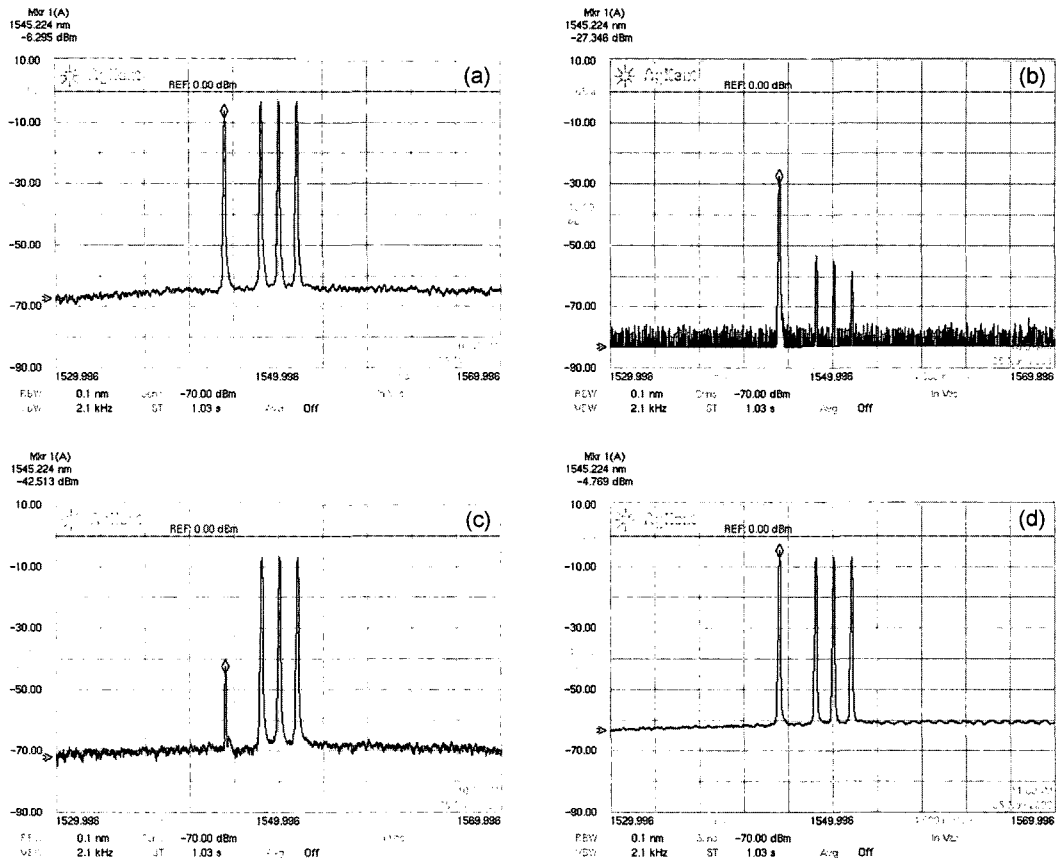 Mkr 1(A)
1545.224 nm
-6.295 dBm
10.00
REF: 0.00 dBm
(a)
-10.00
-30.00
-50.00
-70.00
-90.00
1529.996 1549.996 1569.996
0.1 nm -70.00 dBm
2.1 kHz ST 1.03 s Off
Mkr 1(A)
1545.224 nm
-27.346 dBm
10.00
REF: 0.00 dBm
(b)
-10.00
-30.00
-50.00
-70.00
-90.00
1529.996 1549.996 1569.996
RBW 0.1 nm -70.00 dBm
VBW 2.1 kHz ST 1.03 s Avg Off
Mkr 1(A)
1545.224 nm
-42.513 dBm
10.00
REF: 0.00 dBm
(c)
-10.00
-30.00
-50.00
-70.00
-90.00
1529.996 1549.996 1569.996
0.1 nm -70.00 dBm
VBW 2.1 kHz 1.03 s Avg Off
Mkr 1(A)
1545.224 nm
-4.769 dBm
10.00
Agilent
REF: 0.00 dBm
(d)
-10.00
-30.00
-50.00
-70.00
-90.00
1529.996 1549.996 1569.996
RBW 0.1 nm -70.00 dBm
VBW 2.1 kHz ST 1.03 s Avg Off